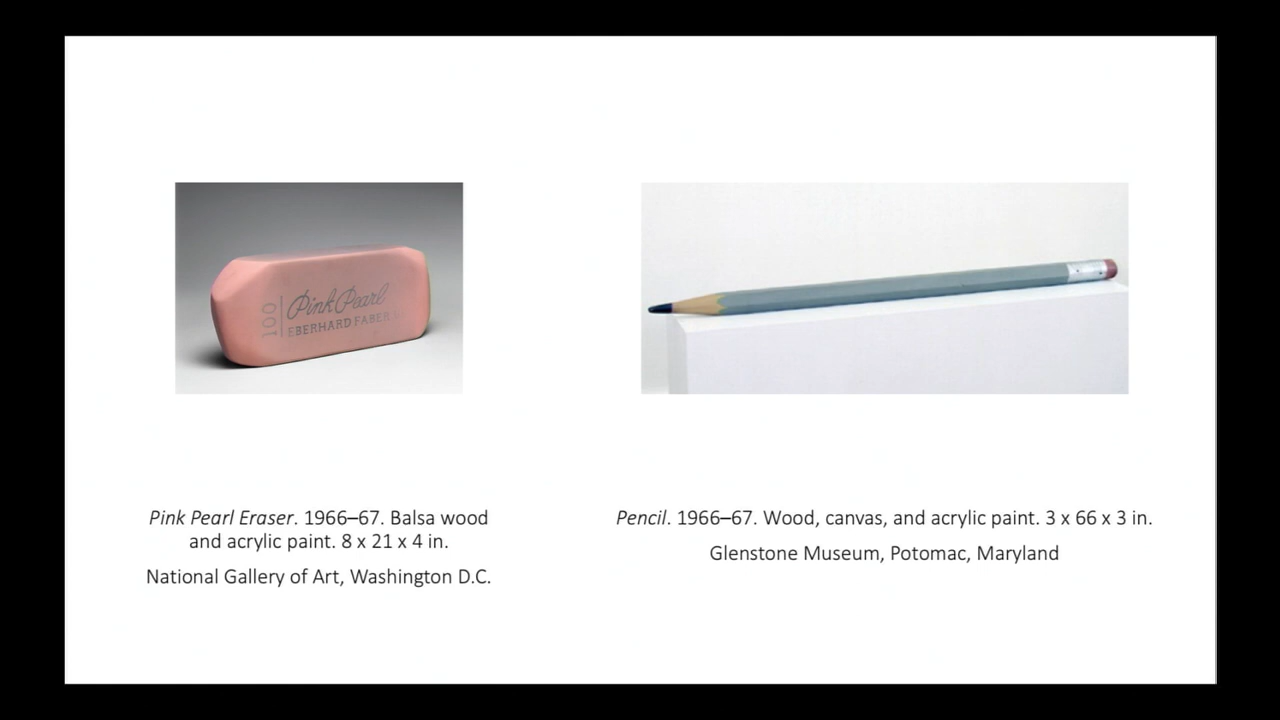 100
Pink Pearl
EBERHARD FABER
Pink Pearl Eraser. 1966–67. Balsa wood
and acrylic paint. 8 x 21 x 4 in.
National Gallery of Art, Washington D.C.
Pencil. 1966–67. Wood, canvas, and acrylic paint. 3 x 66 x 3 in.
Glenstone Museum, Potomac, Maryland